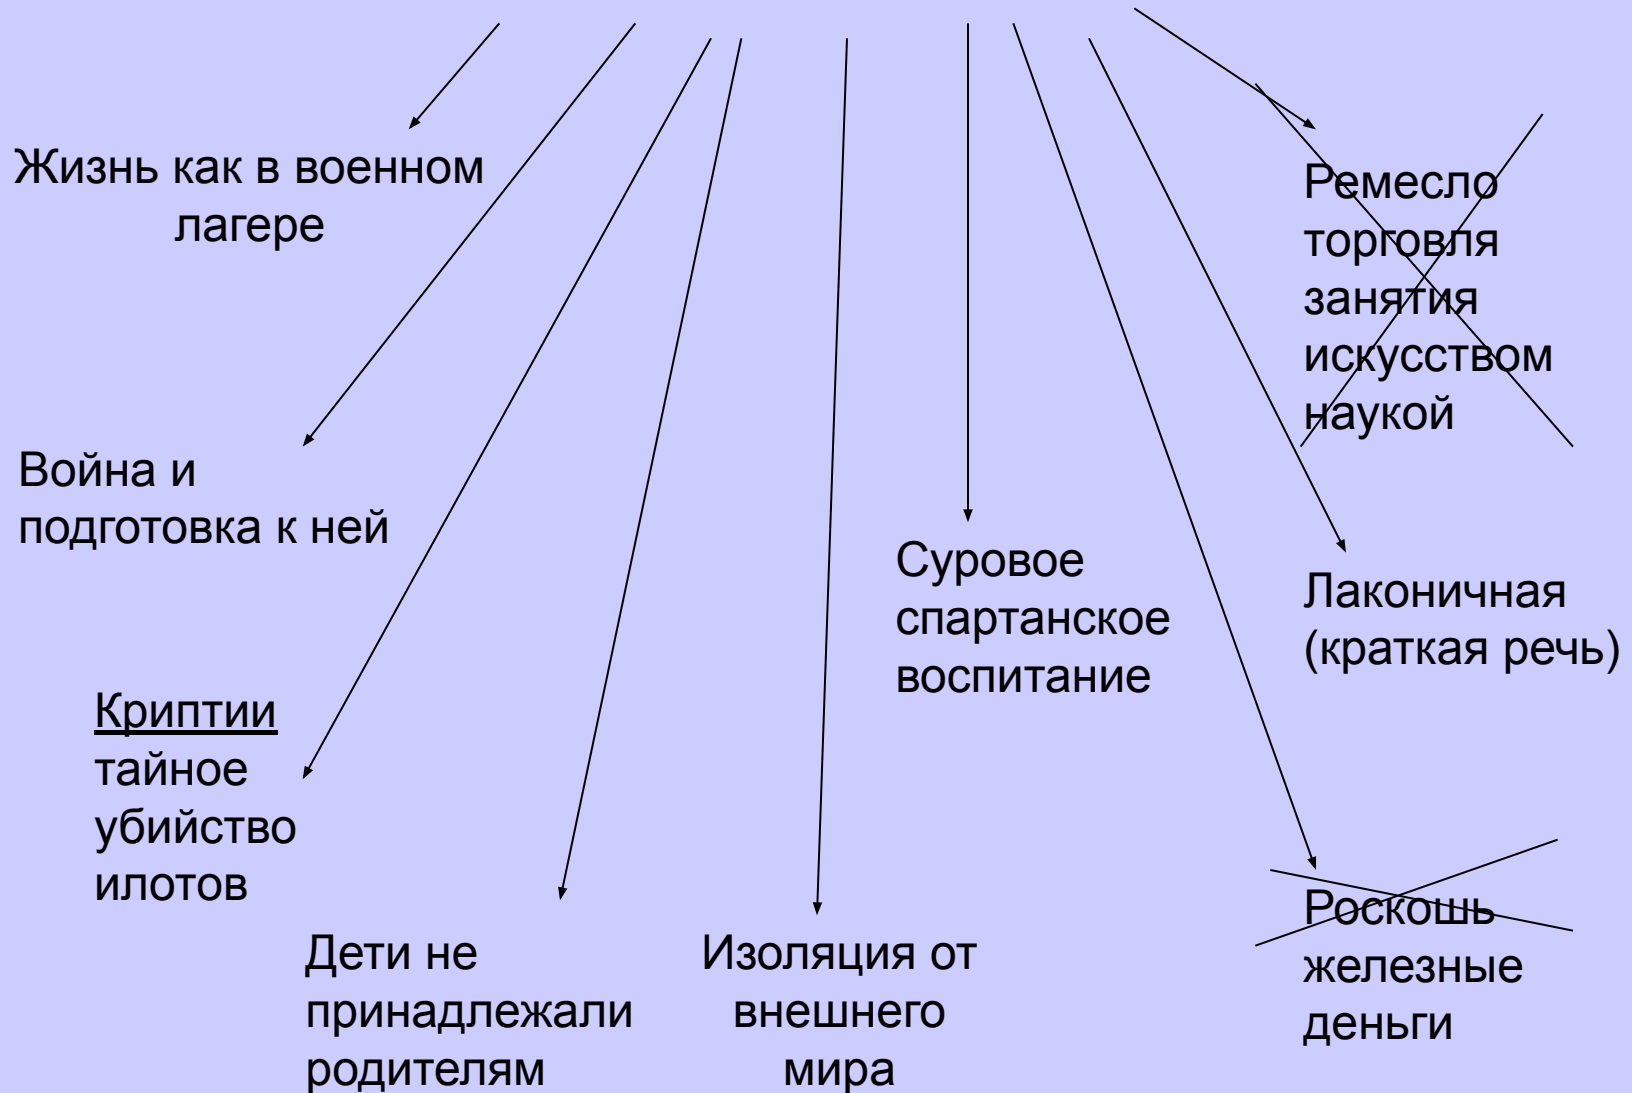 Жизнь как в военном
лагере
Ремесло
торговля
занятия
искусством
наукой
Война и
подготовка к ней
Суровое
спартанское
воспитание
Лаконичная
(краткая речь)
Криптии
тайное
убийство
илотов
Дети не
принадлежали
родителям
Изоляция от
внешнего
мира
Роскошь
железные
деньги